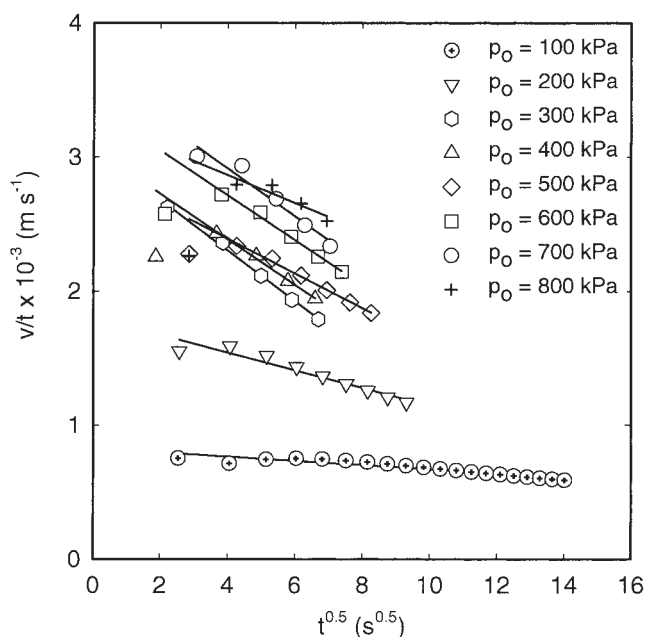 4
3
2
1
0
v/t x 10⁻³ (m s⁻¹)
pₒ = 100 kPa
pₒ = 200 kPa
pₒ = 300 kPa
pₒ = 400 kPa
pₒ = 500 kPa
pₒ = 600 kPa
pₒ = 700 kPa
pₒ = 800 kPa
0 2 4 6 8 10 12 14 16
t⁰·⁵ (s⁰·⁵)